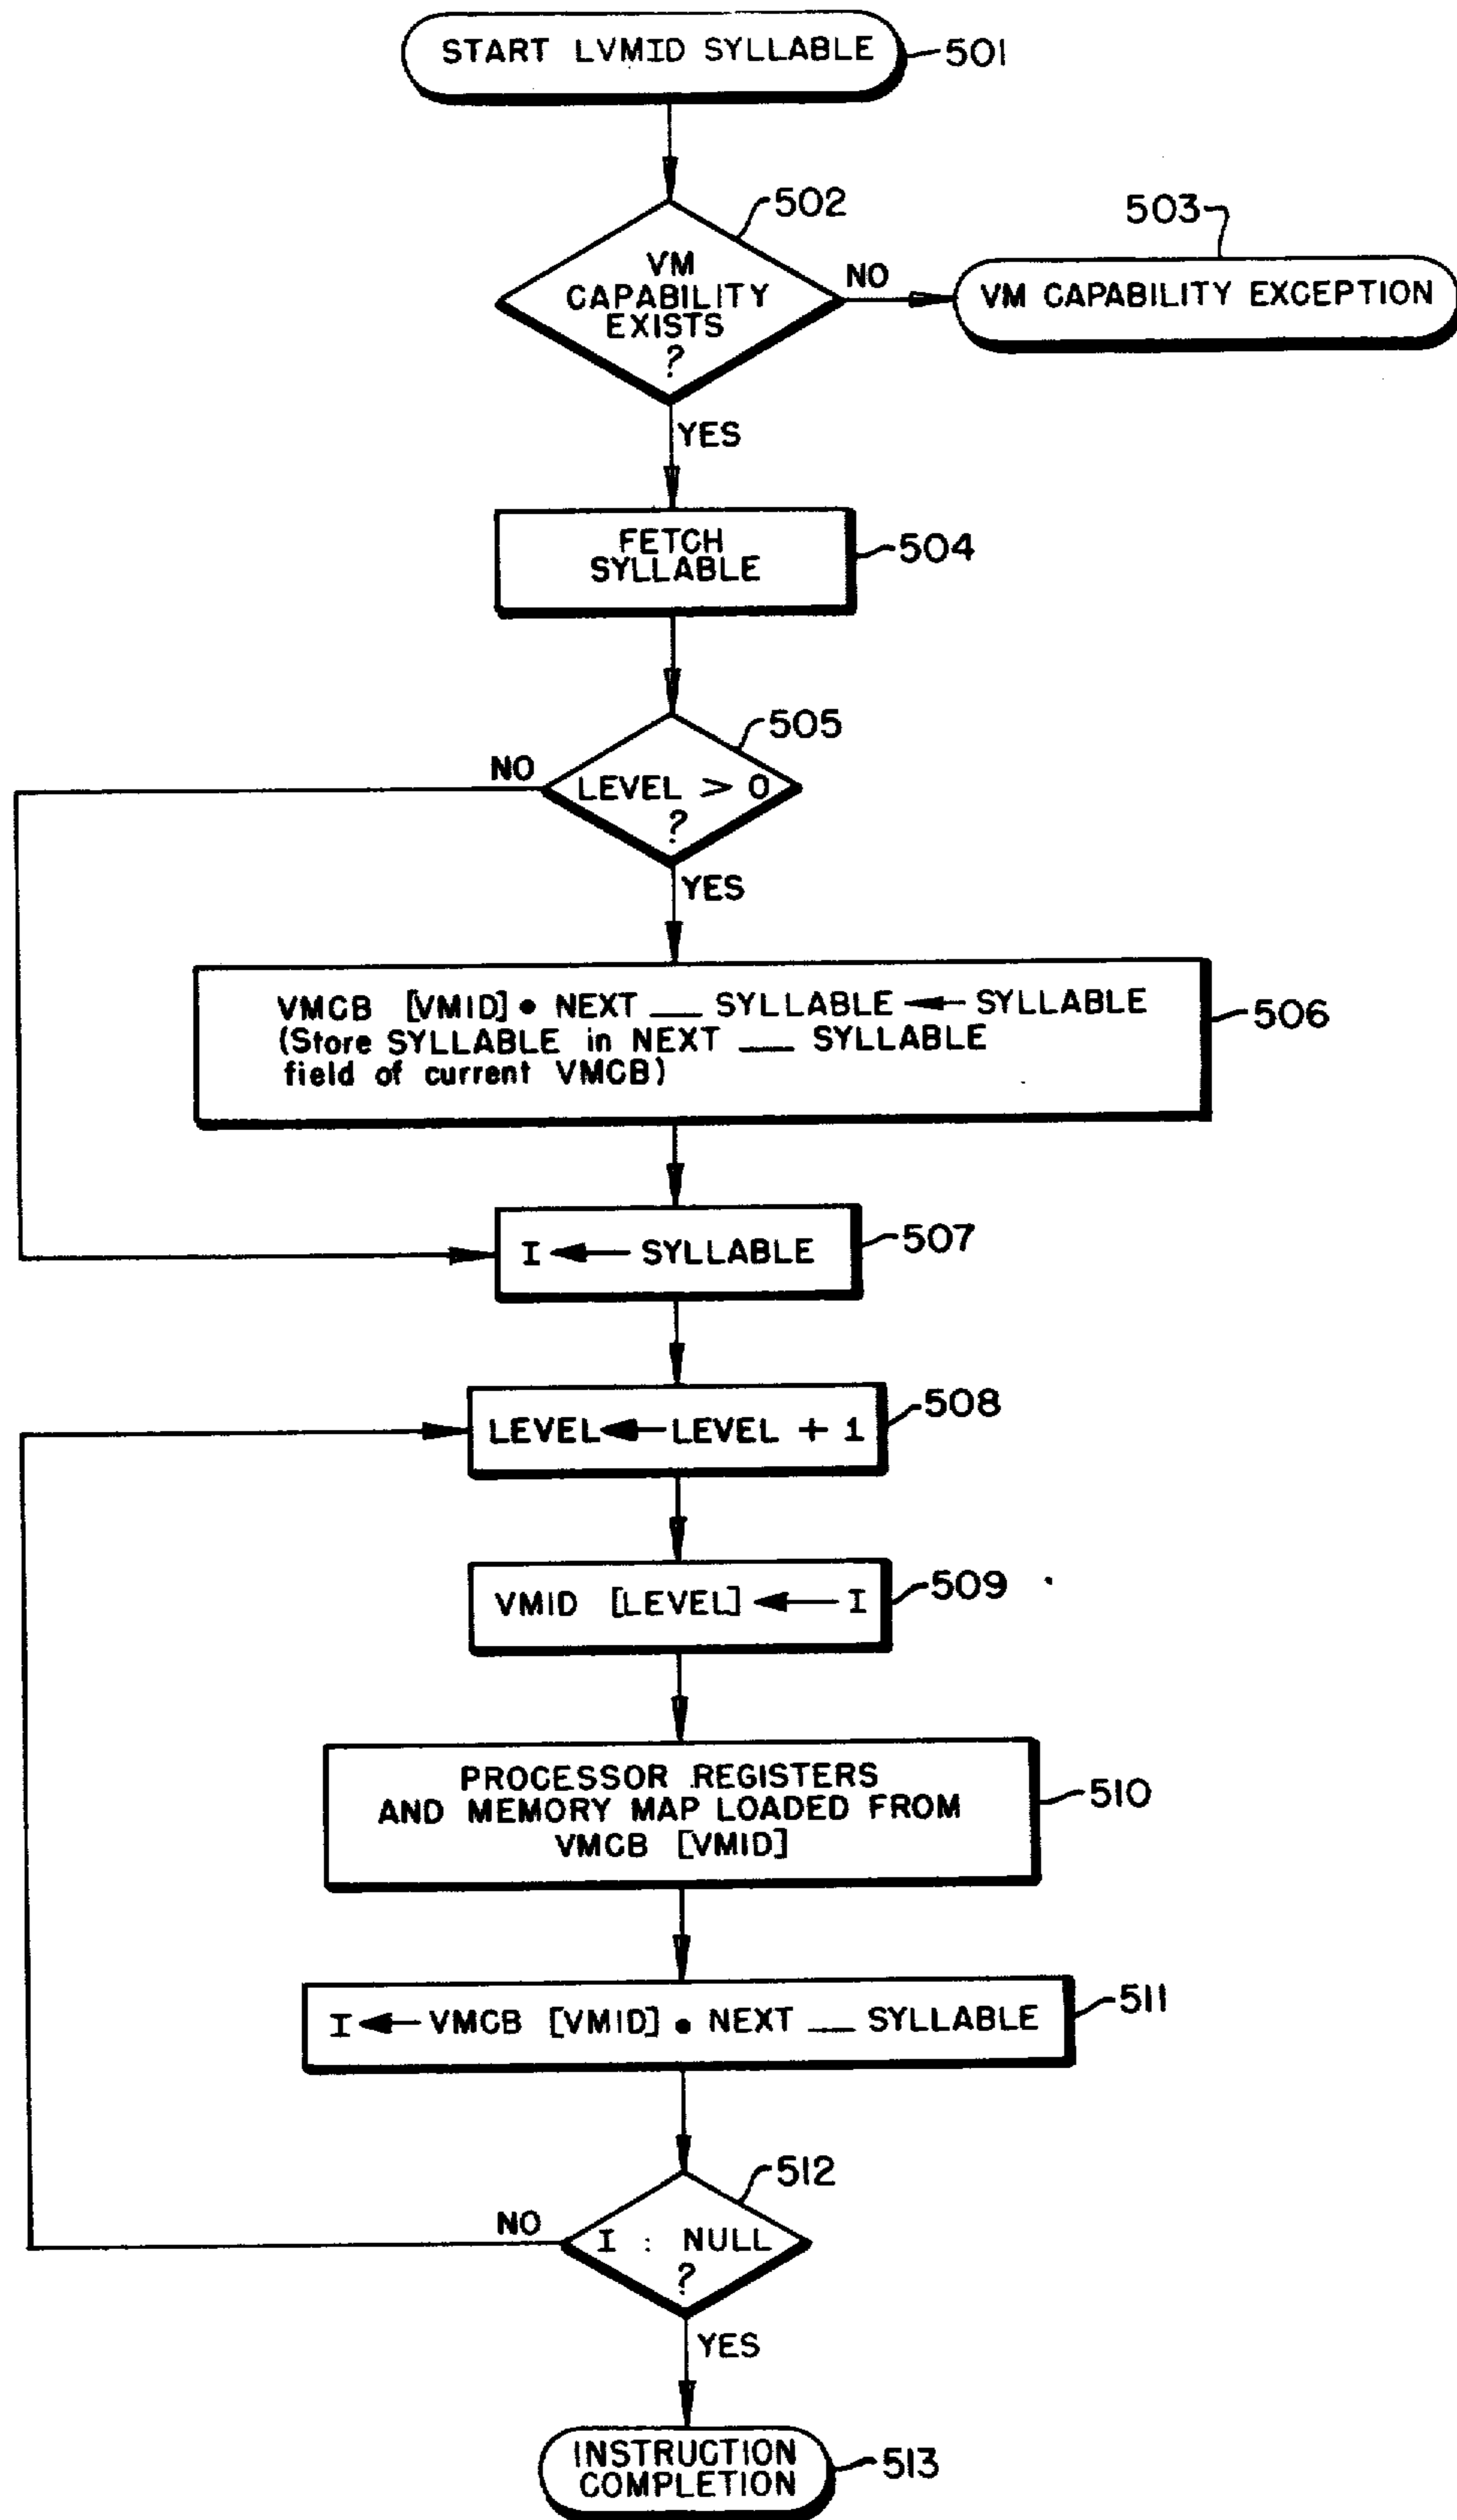 START LVMID SYLLABLE
501
502
VM
CAPABILITY
EXISTS
?
NO
503
VM CAPABILITY EXCEPTION
YES
FETCH
SYLLABLE
504
505
NO
LEVEL > 0
?
YES
VMCB [VMID] • NEXT __ SYLLABLE ← SYLLABLE
(Store SYLLABLE in NEXT __ SYLLABLE
field of current VMCB)
506
I ← SYLLABLE
507
LEVEL ← LEVEL + 1
508
VMID [LEVEL] ← I
509
PROCESSOR REGISTERS
AND MEMORY MAP LOADED FROM
VMCB [VMID]
510
I ← VMCB [VMID] • NEXT __ SYLLABLE
511
512
NO
I : NULL
?
YES
INSTRUCTION
COMPLETION
513